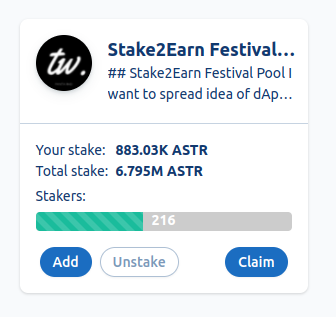 tw.
Stake2Earn Festival...
## Stake2Earn Festival Pool I
want to spread idea of dAp...
Your stake: 883.03K ASTR
Total stake: 6.795M ASTR
Stakers:
216
Add Unstake Claim